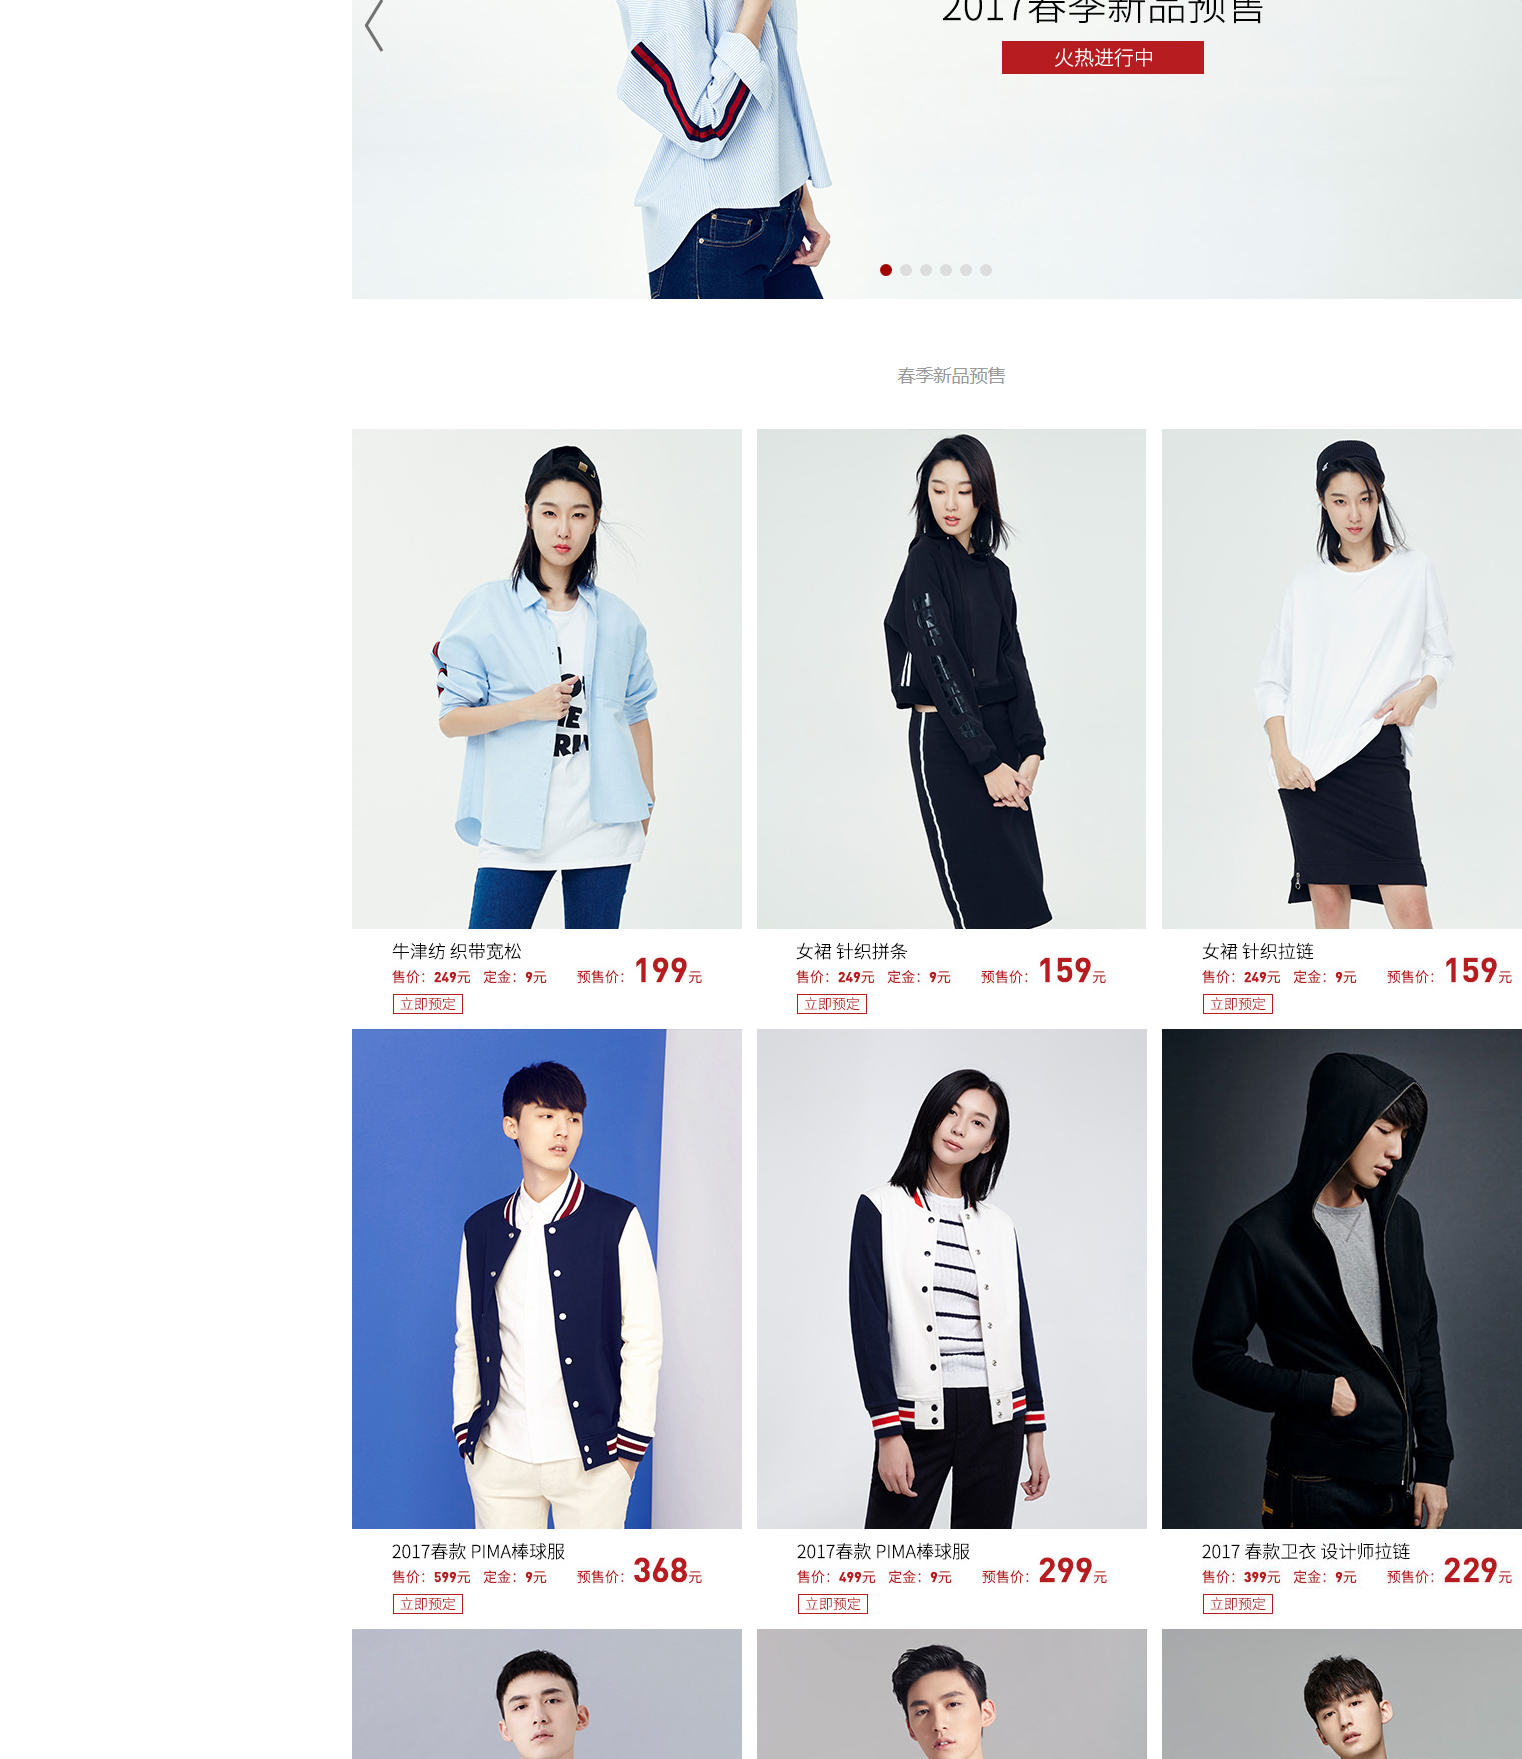 2017春季新品预售
火热进行中
春季新品预售
牛津纺 织带宽松
售价：249元 定金：9元 预售价：199元
立即预定
女裙 针织拼条
售价：249元 定金：9元 预售价：159元
立即预定
女裙 针织拉链
售价：249元 定金：9元 预售价：159元
立即预定
2017春款 PIMA棒球服
售价：599元 定金：9元 预售价：368元
立即预定
2017春款 PIMA棒球服
售价：499元 定金：9元 预售价：299元
立即预定
2017 春款卫衣 设计师拉链
售价：399元 定金：9元 预售价：229元
立即预定